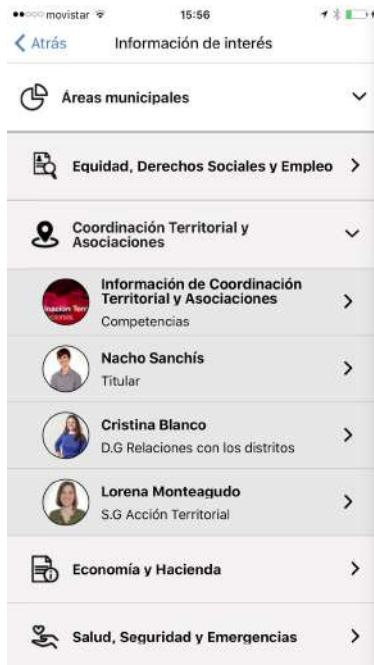 movistar 15:56
Atrás Información de interés
Áreas municipales
Equidad, Derechos Sociales y Empleo
Coordinación Territorial y
Asociaciones
Información de Coordinación
Territorial y Asociaciones
Competencias
Nacho Sanchís
Titular
Cristina Blanco
D.G Relaciones con los distritos
Lorena Monteagudo
S.G Acción Territorial
Economía y Hacienda
Salud, Seguridad y Emergencias